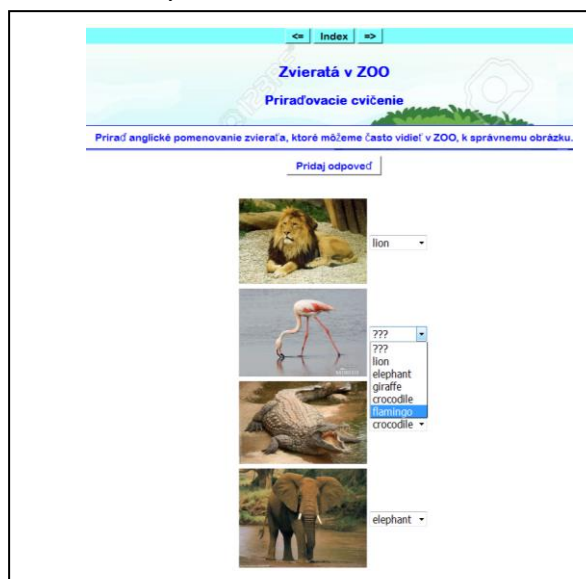 <= Index =>
Zvieratá v ZOO
Priraďovacie cvičenie
Priraď anglické pomenovanie zvieraťa, ktoré môžeme často vidieť v ZOO, k správnemu obrázku.
Pridaj odpoveď
lion
???
???
lion
elephant
giraffe
crocodile
flamingo
crocodile
elephant